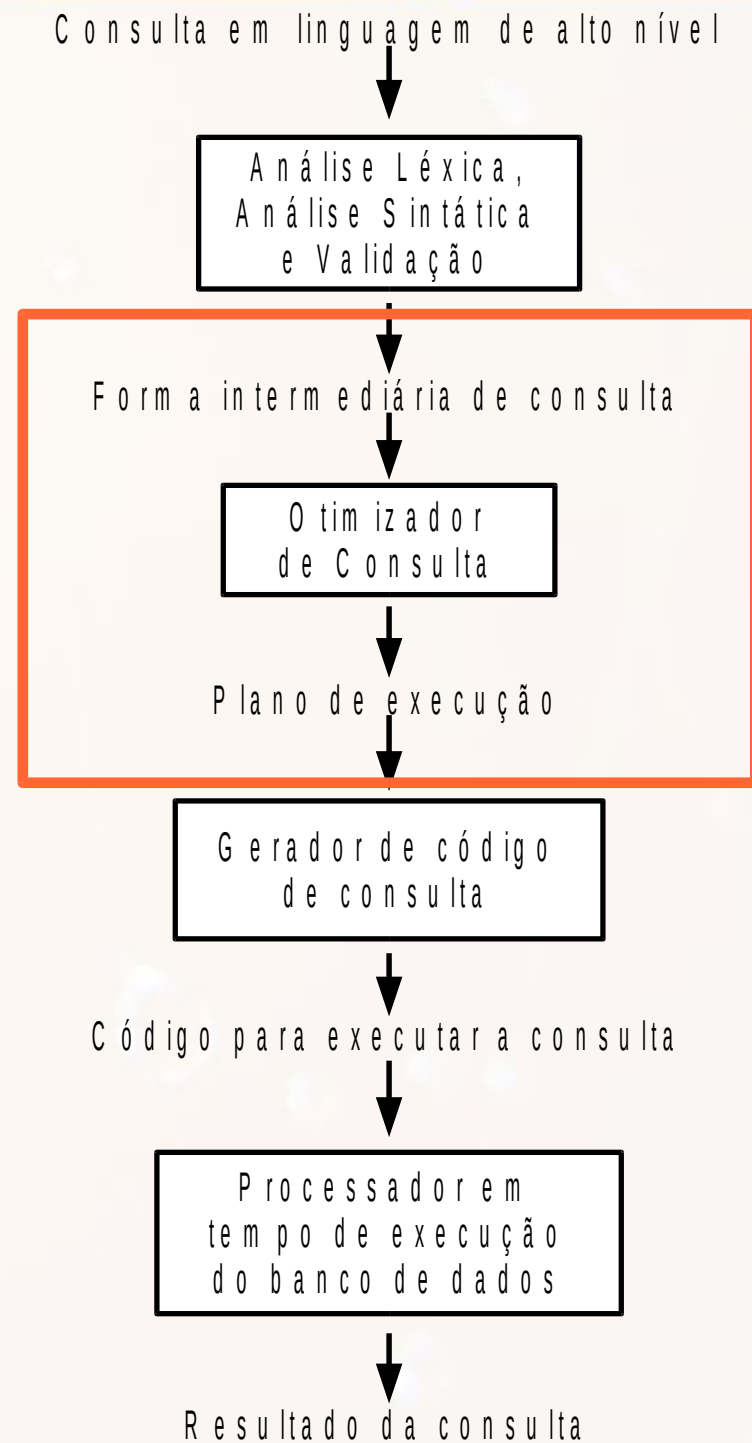 Consulta em linguagem de alto nível
Análise Léxica,
Análise Sintática
e Validação
Forma intermediária de consulta
Otimizador
de Consulta
Plano de execução
Gerador de código
de consulta
Código para executar a consulta
Processador em
tempo de execução
do banco de dados
Resultado da consulta